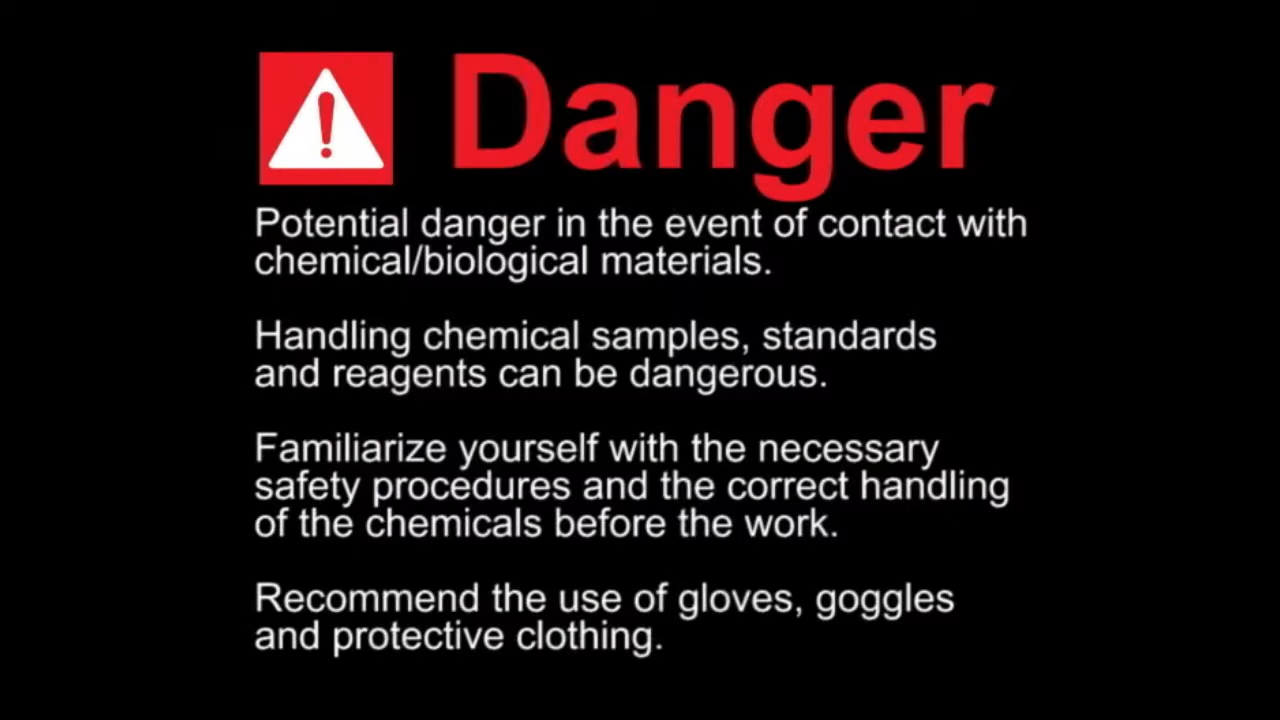 Danger
Potential danger in the event of contact with
chemical/biological materials.
Handling chemical samples, standards
and reagents can be dangerous.
Familiarize yourself with the necessary
safety procedures and the correct handling
of the chemicals before the work.
Recommend the use of gloves, goggles
and protective clothing.